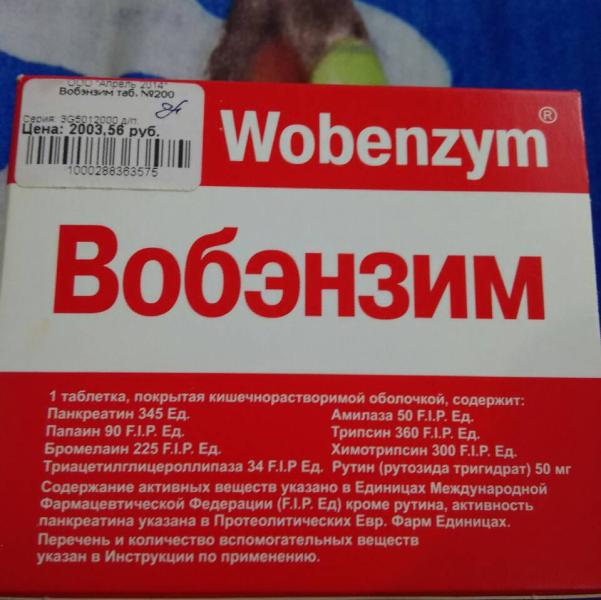 ООО "Апрель 2014"
Вобэнзим таб. №200
Серия: 3G5012000 д/п.
Цена: 2003,56 руб.
1000288363575
Wobenzym®
Вобэнзим
1 таблетка, покрытая кишечнорастворимой оболочкой, содержит:
Панкреатин 345 Ед. Амилаза 50 F.I.P. Ед.
Папаин 90 F.I.P. Ед. Трипсин 360 F.I.P. Ед.
Бромелаин 225 F.I.P. Ед. Химотрипсин 300 F.I.P. Ед.
Триацетилглицероллипаза 34 F.I.P Ед. Рутин (рутозида тригидрат) 50 мг
Содержание активных веществ указано в Единицах Международной
Фармацевтической Федерации (F.I.P. Ед) кроме рутина, активность
панкреатина указана в Протеолитических Евр. Фарм Единицах.
Перечень и количество вспомогательных веществ
указан в Инструкции по применению.